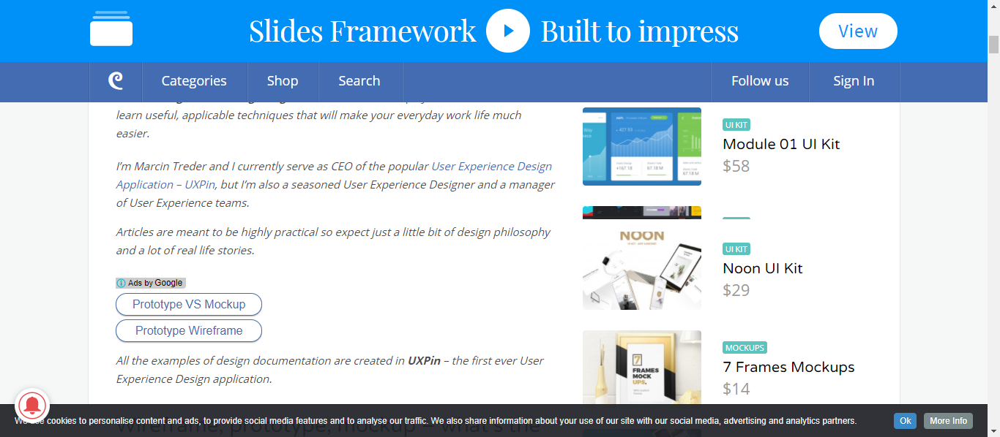 Slides Framework
Built to impress
View
Categories
Shop
Search
Follow us
Sign In
learn useful, applicable techniques that will make your everyday work life much
easier.
I'm Marcin Treder and I currently serve as CEO of the popular User Experience Design
Application – UXPin, but I'm also a seasoned User Experience Designer and a manager
of User Experience teams.
Articles are meant to be highly practical so expect just a little bit of design philosophy
and a lot of real life stories.
Ads by Google
Prototype VS Mockup
Prototype Wireframe
All the examples of design documentation are created in UXPin – the first ever User
Experience Design application.
wireframe, prototype, mockup – what's the
UI KIT
Module 01 UI Kit
$58
+ 427.93
+167.18
67.18 M
67.18 M
NOON
UI KIT
Noon UI Kit
$29
7
FRAMES
MOCK
UPS.
MOCKUPS
7 Frames Mockups
$14
We use cookies to personalise content and ads, to provide social media features and to analyse our traffic. We also share information about your use of our site with our social media, advertising and analytics partners.
Ok
More Info